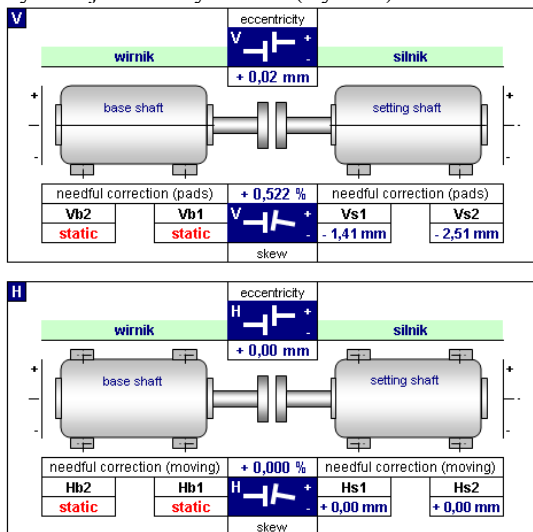 V
eccentricity
V
+
-
wirnik
silnik
+ 0,02 mm
+
base shaft
setting shaft
+
-
-
needful correction (pads)
+ 0,522 %
needful correction (pads)
Vb2
Vb1
V
+
Vs1
Vs2
static
static
-
- 1,41 mm
- 2,51 mm
skew
H
eccentricity
H
+
-
wirnik
silnik
+ 0,00 mm
+
base shaft
setting shaft
+
-
-
needful correction (moving)
+ 0,000 %
needful correction (moving)
Hb2
Hb1
H
+
Hs1
Hs2
static
static
-
+ 0,00 mm
+ 0,00 mm
skew